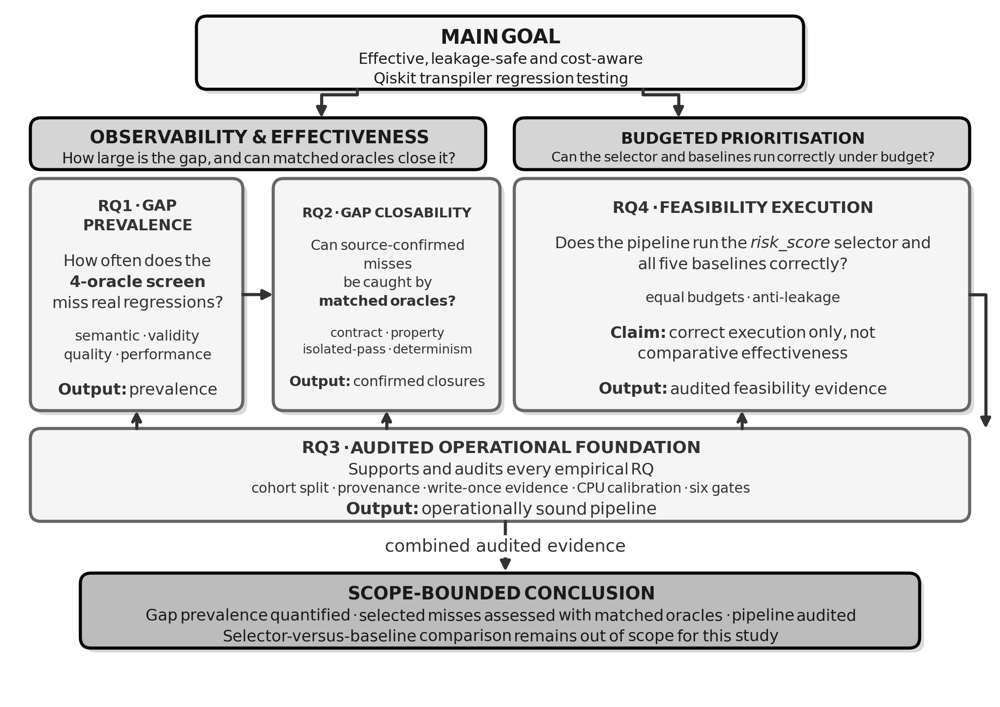 MAIN GOAL
Effective, leakage-safe and cost-aware
Qiskit transpiler regression testing
OBSERVABILITY & EFFECTIVENESS
How large is the gap, and can matched oracles close it?
BUDGETED PRIORITISATION
Can the selector and baselines run correctly under budget?
RQ1 · GAP
PREVALENCE
How often does the
4-oracle screen
miss real regressions?
semantic · validity
quality · performance
Output: prevalence
RQ2 · GAP CLOSABILITY
Can source-confirmed
misses
be caught by
matched oracles?
contract · property
isolated-pass · determinism
Output: confirmed closures
RQ4 · FEASIBILITY EXECUTION
Does the pipeline run the risk_score selector and
all five baselines correctly?
equal budgets · anti-leakage
Claim: correct execution only, not
comparative effectiveness
Output: audited feasibility evidence
RQ3 · AUDITED OPERATIONAL FOUNDATION
Supports and audits every empirical RQ
cohort split · provenance · write-once evidence · CPU calibration · six gates
Output: operationally sound pipeline
combined audited evidence
SCOPE-BOUNDED CONCLUSION
Gap prevalence quantified · selected misses assessed with matched oracles · pipeline audited
Selector-versus-baseline comparison remains out of scope for this study